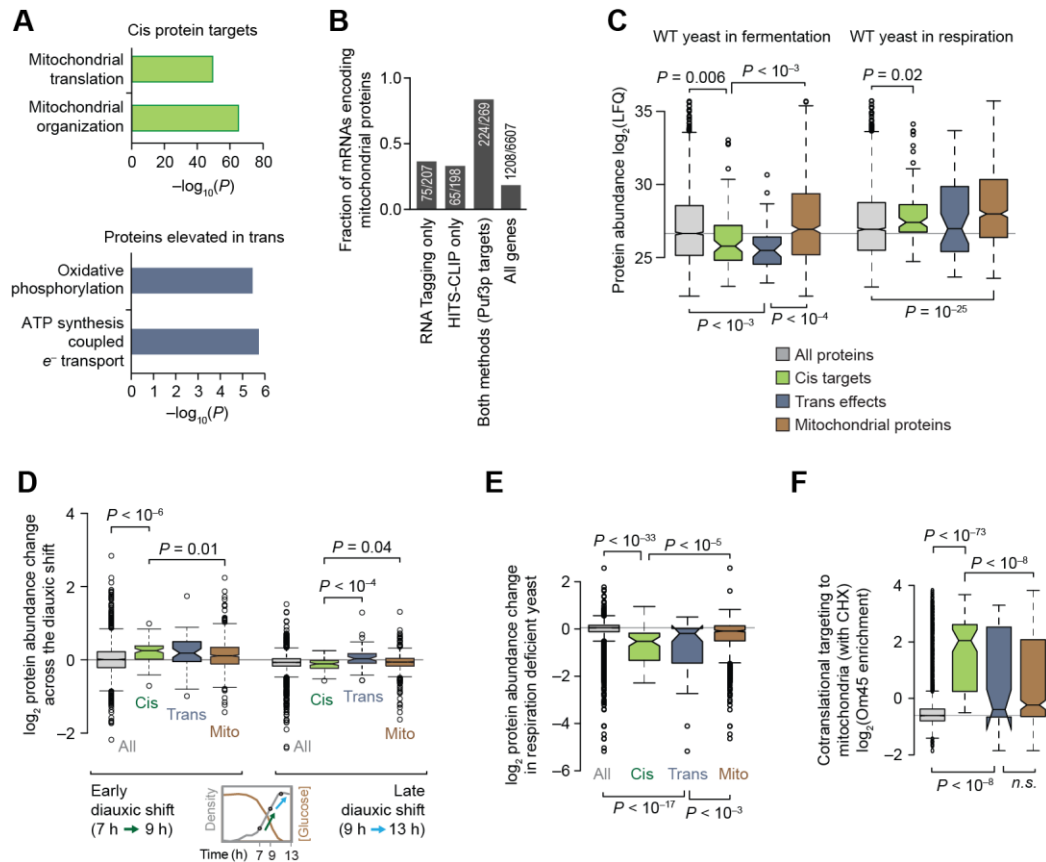 A
Cis protein targets
Mitochondrial
translation
Mitochondrial
organization
0 20 40 60 80
–log10(P)
Proteins elevated in trans
Oxidative
phosphorylation
ATP synthesis
coupled
e– transport
0 1 2 3 4 5 6
–log10(P)
B
Fraction of mRNAs encoding
mitochondrial proteins
1.0
0.5
0.0
75/207
65/198
224/269
1208/6607
RNA Tagging only
HITS-CLIP only
Both methods (Puf3p targets)
All genes
C
WT yeast in fermentation
WT yeast in respiration
P = 0.006
P < 10–3
P = 0.02
Protein abundance log2(LFQ)
35
30
25
P < 10–3
P < 10–4
P = 10–25
All proteins
Cis targets
Trans effects
Mitochondrial proteins
D
log2 protein abundance change
across the diauxic shift
4
2
0
–2
P < 10–6
P = 0.01
P = 0.04
P < 10–4
All
Cis
Trans
Mito
All
Cis
Trans
Mito
Early
diauxic shift
(7 h → 9 h)
Density
[Glucose]
Time (h) 7 9 13
Late
diauxic shift
(9 h → 13 h)
E
log2 protein abundance change
in respiration deficient yeast
P < 10–33
P < 10–5
2
0
–2
–4
–6
All
Cis
Trans
Mito
P < 10–17
P < 10–3
F
Cotranslational targeting to
mitochondria (with CHX)
log2(Om45 enrichment)
P < 10–73
P < 10–8
4
2
0
–2
P < 10–8
n.s.